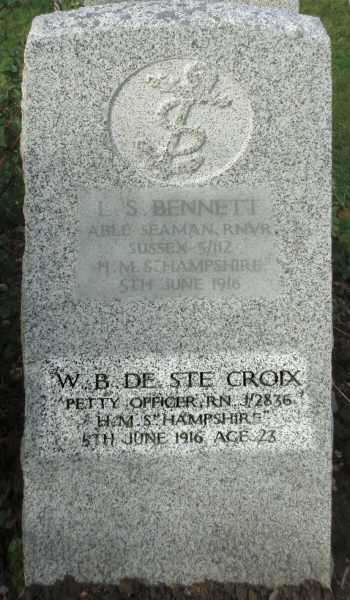 L. S. BENNETT
ABLE SEAMAN, RNVR,
SUSSEX 5/112
H.M.S "HAMPSHIRE"
5TH JUNE 1916
W. B. DE STE CROIX
PETTY OFFICER, RN. J/2836
H.M.S "HAMPSHIRE"
5TH JUNE 1916 AGE 23